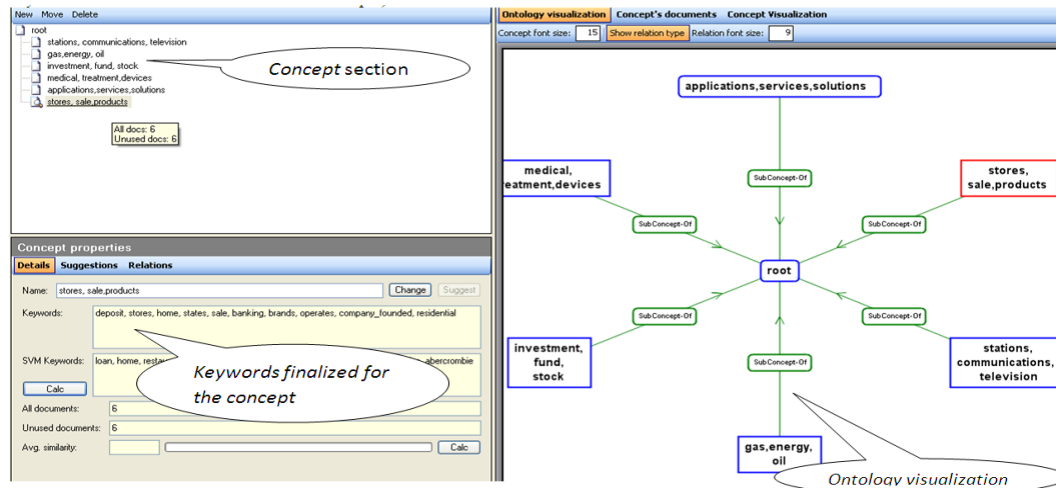 New Move Delete
root
stations, communications, television
gas,energy, oil
investment, fund, stock
medical, treatment,devices
applications,services,solutions
stores, sale,products
Concept section
All docs: 6
Unused docs: 6
Concept properties
Details Suggestions Relations
Name: stores, sale,products Change Suggest
Keywords: deposit, stores, home, states, sale, banking, brands, operates, company_founded, residential
SVM Keywords: loan, home, abercrombie
Calc
Keywords finalized for
the concept
All documents: 6
Unused documents: 6
Avg. similarity: Calc
Ontology visualization Concept's documents Concept Visualization
Concept font size: 15 Show relation type Relation font size: 9
applications,services,solutions
medical,
eatment,devices
stores,
sale,products
SubConcept-Of
SubConcept-Of
SubConcept-Of
root
SubConcept-Of
SubConcept-Of
SubConcept-Of
investment,
fund,
stock
stations,
communications,
television
gas,energy,
oil
Ontology visualization